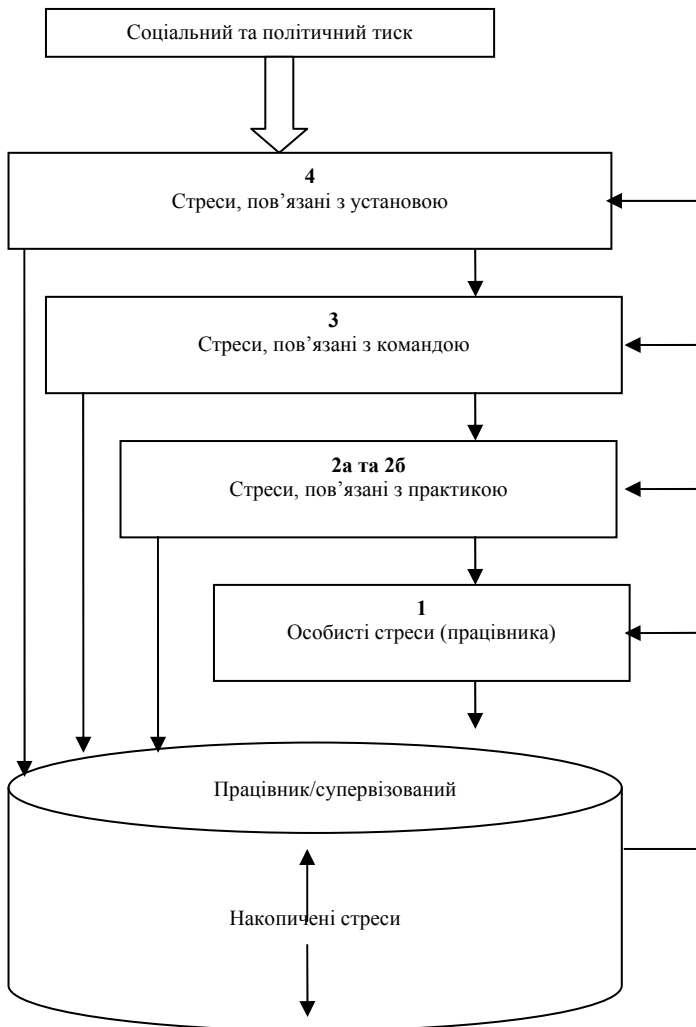 Соціальний та політичний тиск
4
Стреси, пов’язані з установою
3
Стреси, пов’язані з командою
2а та 2б
Стреси, пов’язані з практикою
1
Особисті стреси (працівника)
Працівник/супервізований
Накопичені стреси